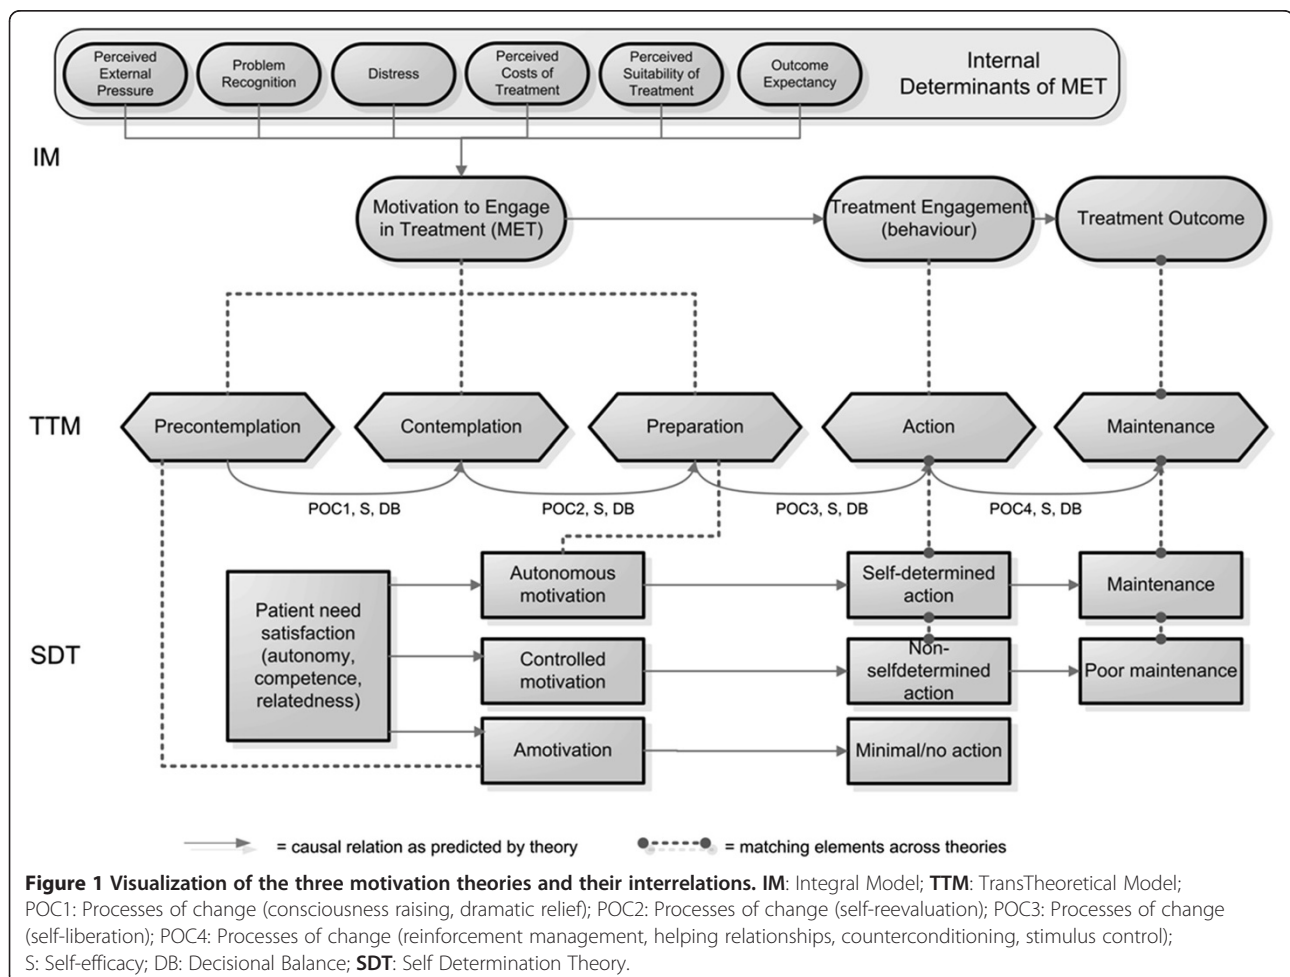 Perceived
External
Pressure
Problem
Recognition
Distress
Perceived
Costs of
Treatment
Perceived
Suitability of
Treatment
Outcome
Expectancy
Internal
Determinants of MET
IM
Motivation to Engage
in Treatment (MET)
Treatment Engagement
(behaviour)
Treatment Outcome
TTM
Precontemplation
Contemplation
Preparation
Action
Maintenance
POC1, S, DB
POC2, S, DB
POC3, S, DB
POC4, S, DB
SDT
Patient need
satisfaction
(autonomy,
competence,
relatedness)
Autonomous
motivation
Self-determined
action
Maintenance
Controlled
motivation
Non-
selfdetermined
action
Poor maintenance
Amotivation
Minimal/no action
= causal relation as predicted by theory
= matching elements across theories
Figure 1 Visualization of the three motivation theories and their interrelations. IM: Integral Model; TTM: TransTheoretical Model;
POC1: Processes of change (consciousness raising, dramatic relief); POC2: Processes of change (self-reevaluation); POC3: Processes of change
(self-liberation); POC4: Processes of change (reinforcement management, helping relationships, counterconditioning, stimulus control);
S: Self-efficacy; DB: Decisional Balance; SDT: Self Determination Theory.